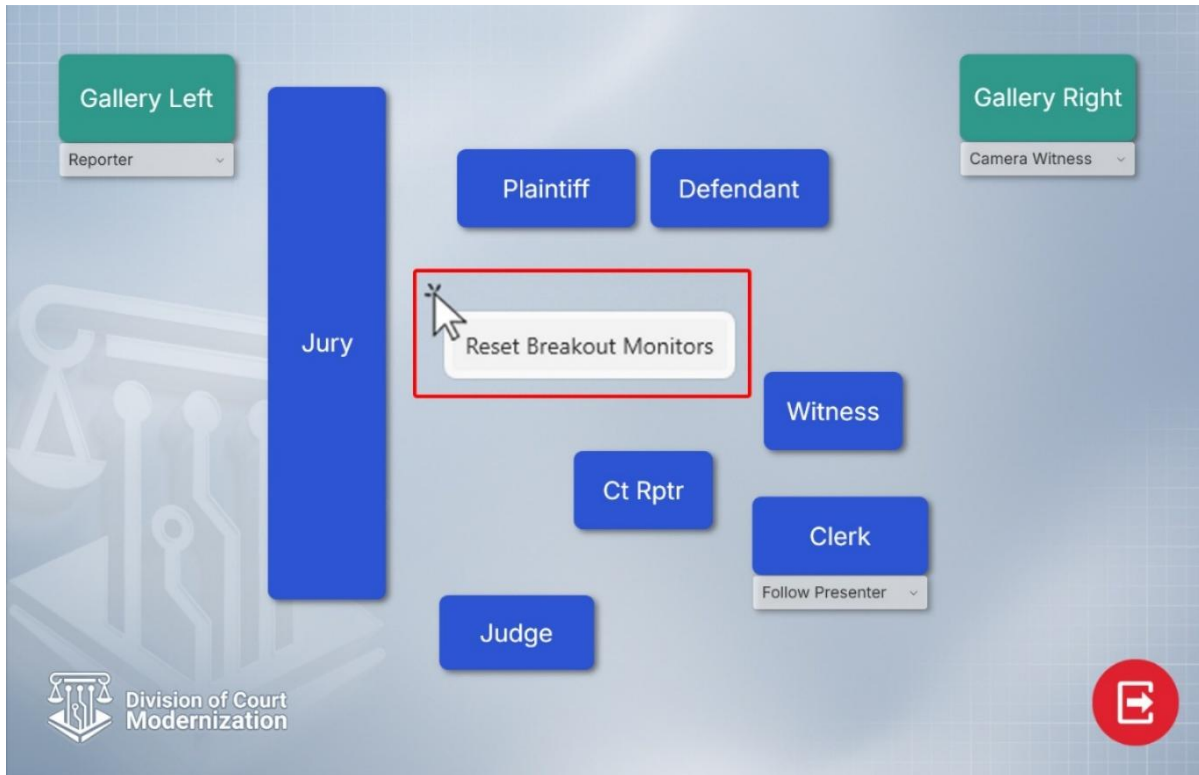 Gallery Left
Gallery Right
Reporter
Camera Witness
Plaintiff
Defendant
Jury
Reset Breakout Monitors
Witness
Ct Rptr
Clerk
Follow Presenter
Judge
Division of Court
Modernization